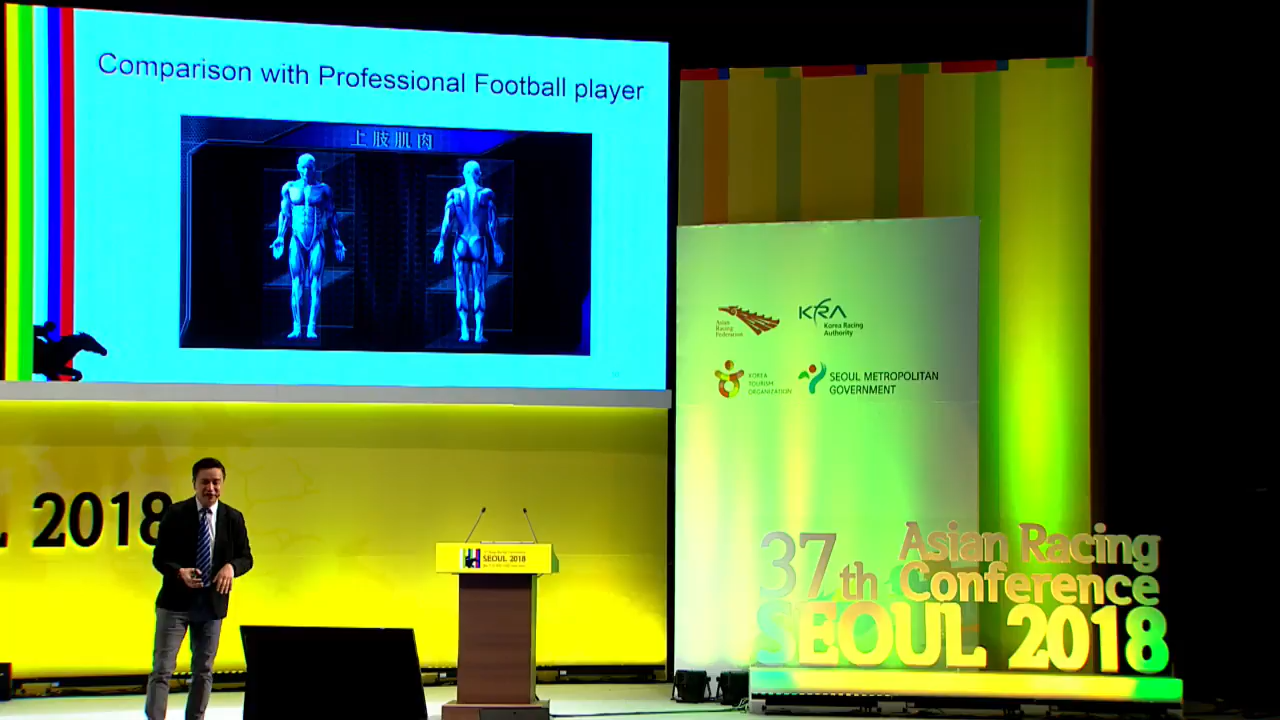 Comparison with Professional Football player
上肢肌肉
Asian
Racing
Federation
KRA
Korea Racing
Authority
KOREA
TOURISM
ORGANIZATION
SEOUL METROPOLITAN
GOVERNMENT
L 2018
SEOUL 2018
37th Asian Racing
Conference
SEOUL 2018